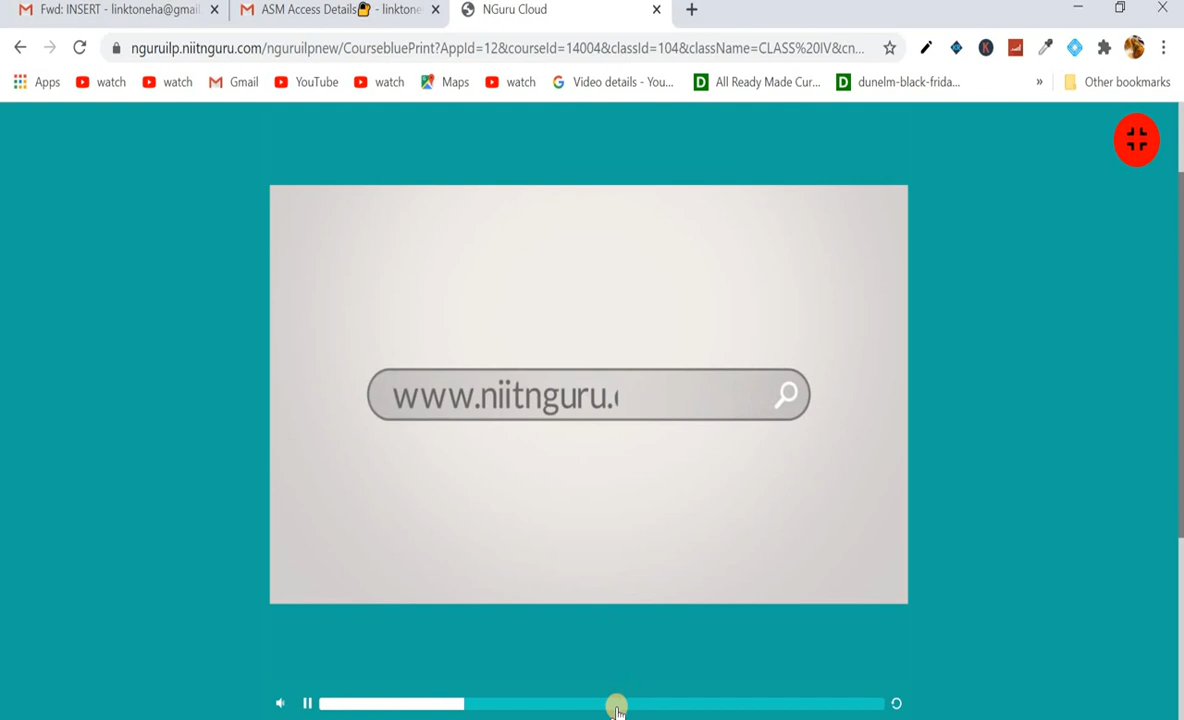 Fwd: INSERT - linktoneha@gmail.
ASM Access Details - linktone
NGuru Cloud
nguruilp.niitnguru.com/nguruilpnew/CoursebluePrint?AppId=12&courseId=14004&classId=104&className=CLASS%20IV&cn...
Apps
watch
watch
Gmail
YouTube
watch
Maps
watch
Video details - You...
All Ready Made Cur...
dunelm-black-frida...
»
Other bookmarks
www.niitnguru.